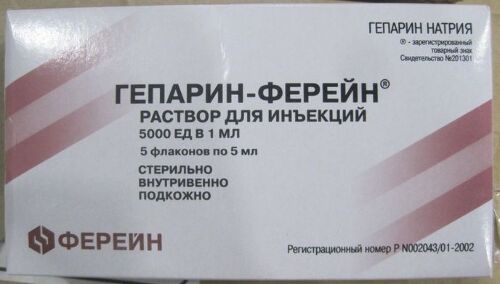 ГЕПАРИН НАТРИЯ
® - зарегистрированный
товарный знак
Свидетельство №201301
ГЕПАРИН-ФЕРЕЙН®
РАСТВОР ДЛЯ ИНЪЕКЦИЙ
5000 ЕД В 1 МЛ
5 флаконов по 5 мл
СТЕРИЛЬНО
ВНУТРИВЕННО
ПОДКОЖНО
ФЕРЕЙН
Регистрационный номер Р N002043/01-2002